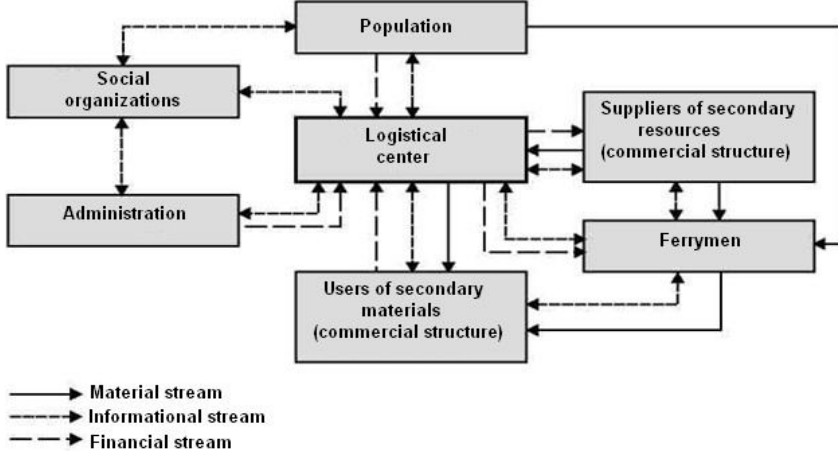 Population
Social
organizations
Suppliers of secondary
resources
(commercial structure)
Logistical
center
Administration
Ferrymen
Users of secondary
materials
(commercial structure)
Material stream
Informational stream
Financial stream